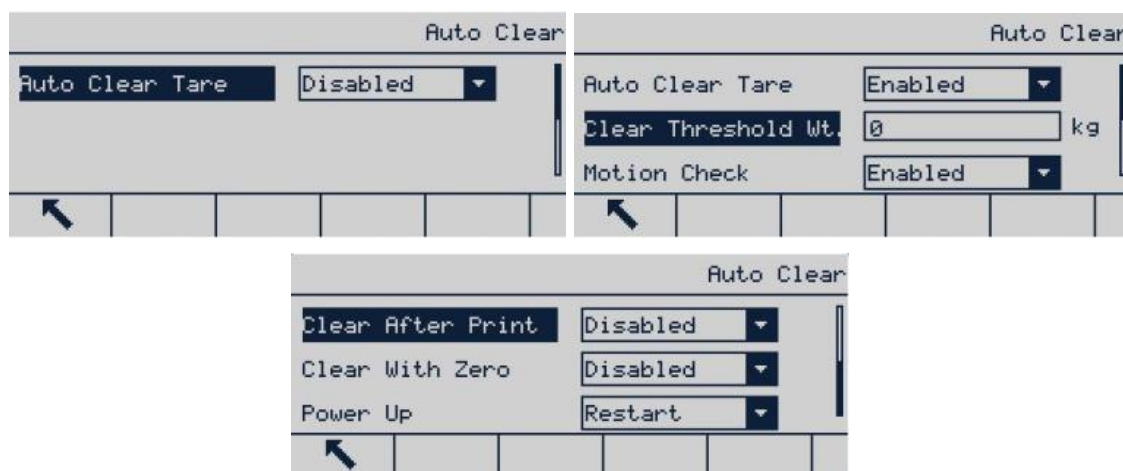 Auto Clear
Auto Clear Tare Disabled
Auto Clear
Auto Clear Tare Enabled
Clear Threshold Wt. 0 kg
Motion Check Enabled
Auto Clear
Clear After Print Disabled
Clear With Zero Disabled
Power Up Restart